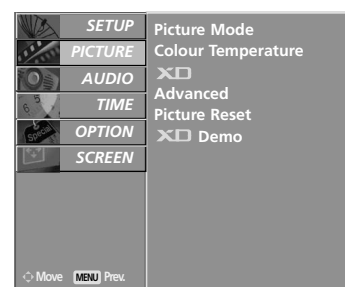 SETUP
PICTURE
AUDIO
TIME
OPTION
SCREEN
Picture Mode
Colour Temperature
XD
Advanced
Picture Reset
XD Demo
Special
Move MENU Prev.